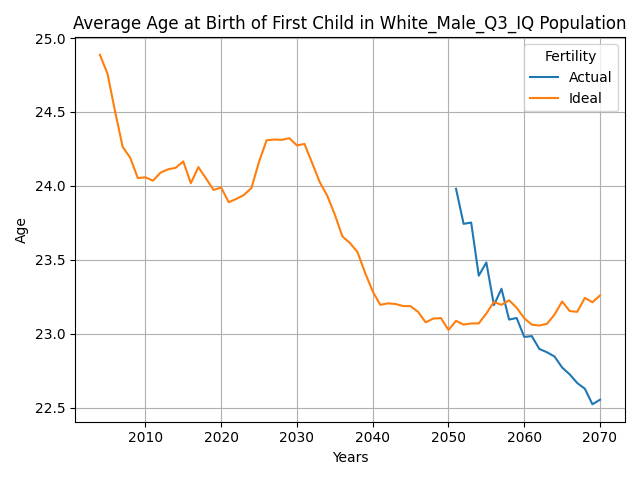 Average Age at Birth of First Child in White_Male_Q3_IQ Population
25.0
24.5
24.0
23.5
23.0
22.5
Age
Fertility
Actual
Ideal
2010 2020 2030 2040 2050 2060 2070
Years